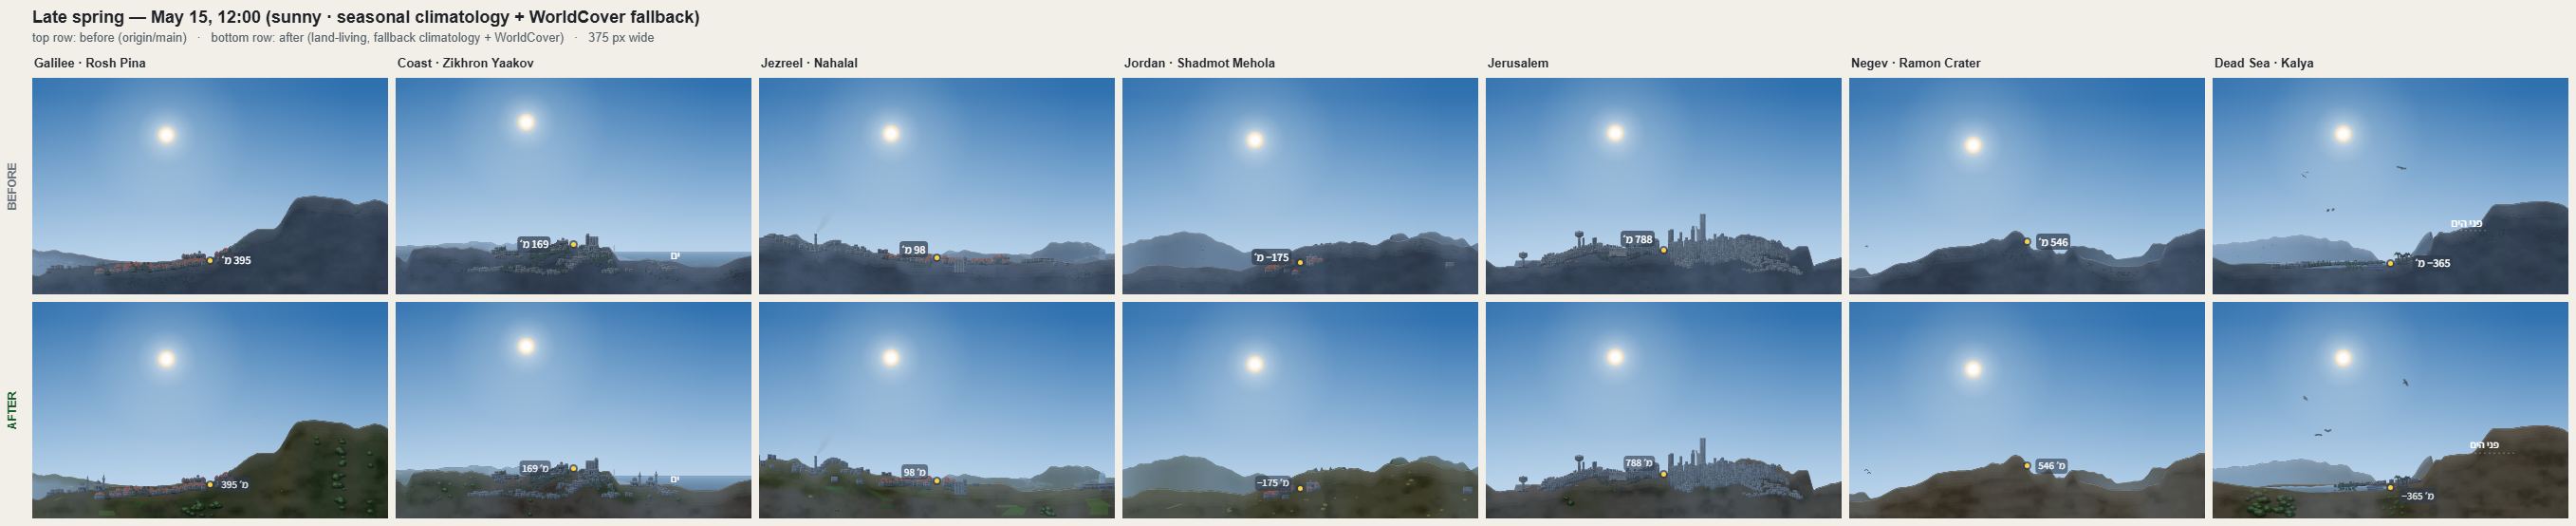 Late spring — May 15, 12:00 (sunny · seasonal climatology + WorldCover fallback)
top row: before (origin/main) · bottom row: after (land-living, fallback climatology + WorldCover) · 375 px wide
Galilee · Rosh Pina
Coast · Zikhron Yaakov
Jezreel · Nahalal
Jordan · Shadmot Mehola
Jerusalem
Negev · Ramon Crater
Dead Sea · Kalya
BEFORE
395 מ'
169 מ'
ים
98 מ'
−175 מ'
788 מ'
546 מ'
פני הים
−365 מ'
AFTER
395 מ'
169 מ'
ים
98 מ'
−175 מ'
788 מ'
546 מ'
פני הים
−365 מ'